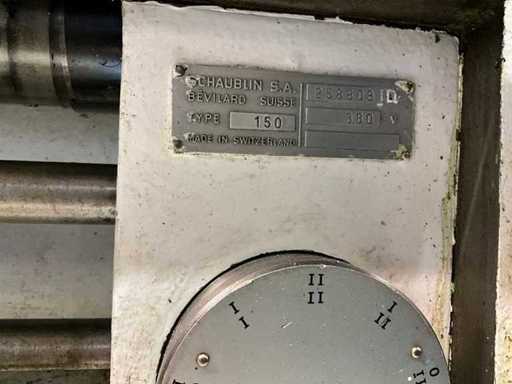 SCHAUBLIN S.A.
BEVILARD SUISSE
TYPE 150
380 V
MADE IN SWITZERLAND
II
II
I
I
I
II